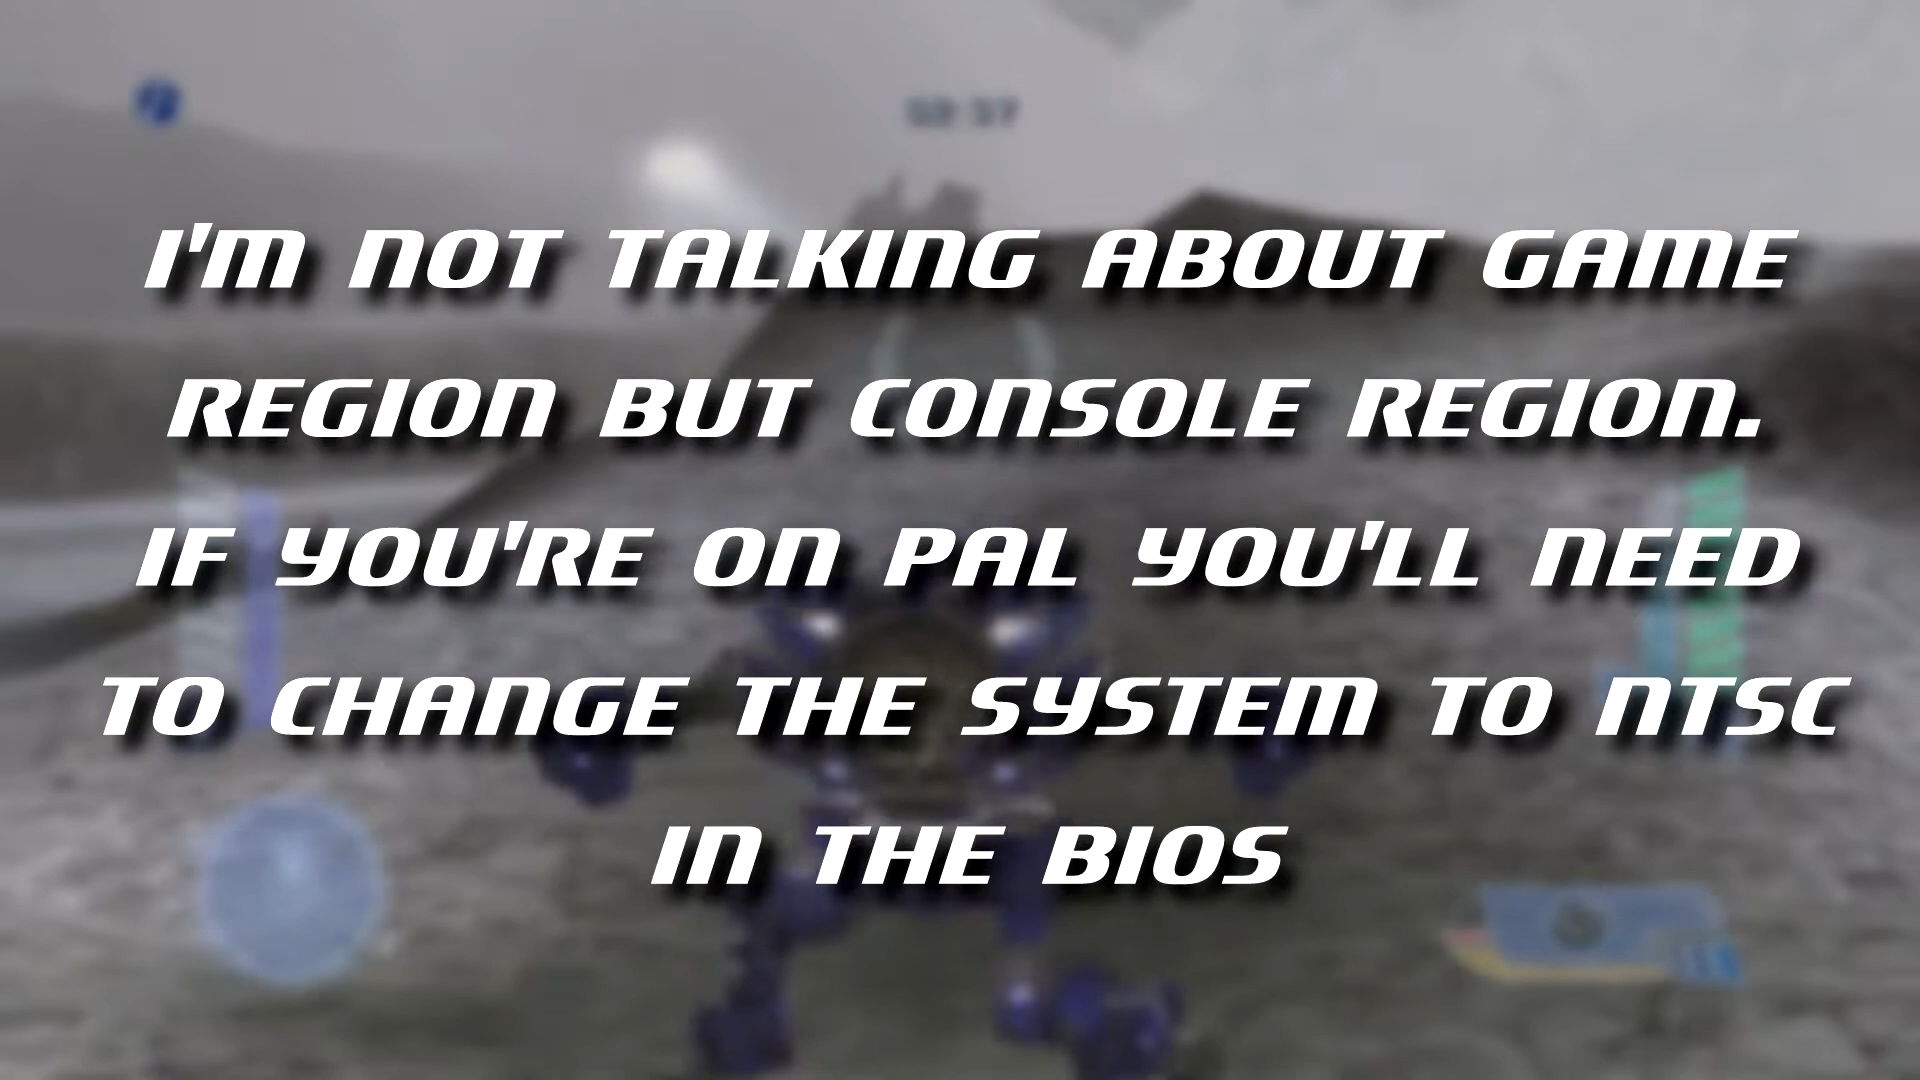 I'M NOT TALKING ABOUT GAME
REGION BUT CONSOLE REGION.
IF YOU'RE ON PAL YOU'LL NEED
TO CHANGE THE SYSTEM TO NTSC
IN THE BIOS